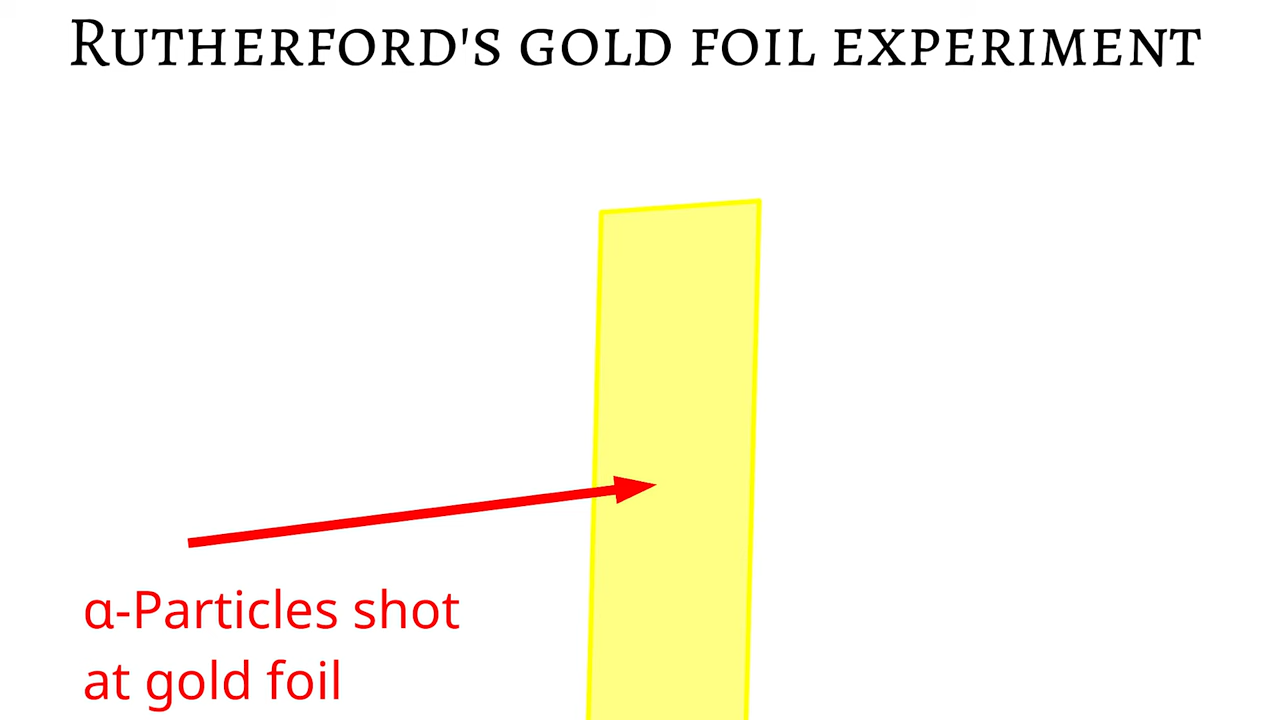 Rutherford's gold foil experiment
α-Particles shot
at gold foil